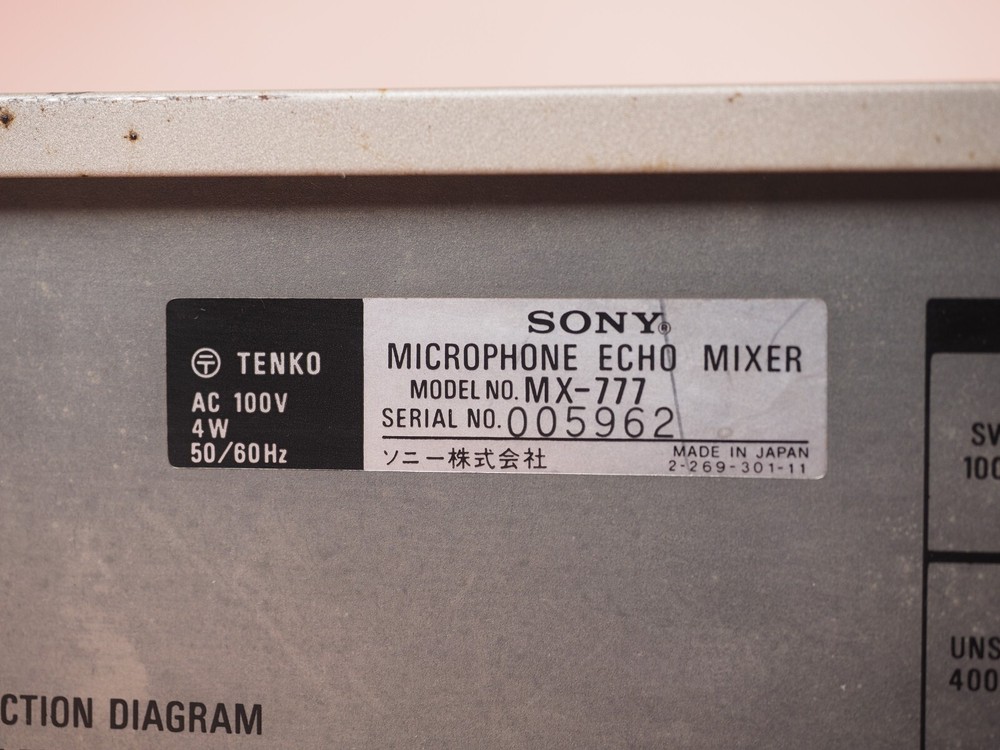 〶 TENKO
AC 100V
4W
50/60Hz
SONY®
MICROPHONE ECHO MIXER
MODEL NO. MX-777
SERIAL NO. 005962
ソニー株式会社
MADE IN JAPAN
2-269-301-11
SW
100
UNS
400
CTION DIAGRAM